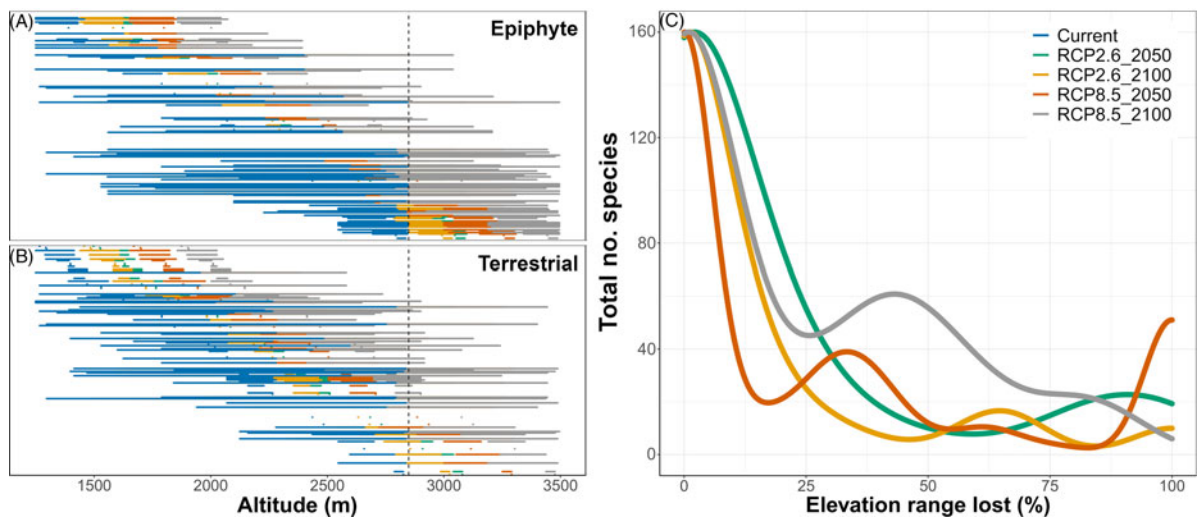 (A)
Epiphyte
(B)
Terrestrial
1500
2000
2500
3000
3500
Altitude (m)
(C)
Total no. species
160
120
80
40
0
Current
RCP2.6_2050
RCP2.6_2100
RCP8.5_2050
RCP8.5_2100
0
25
50
75
100
Elevation range lost (%)